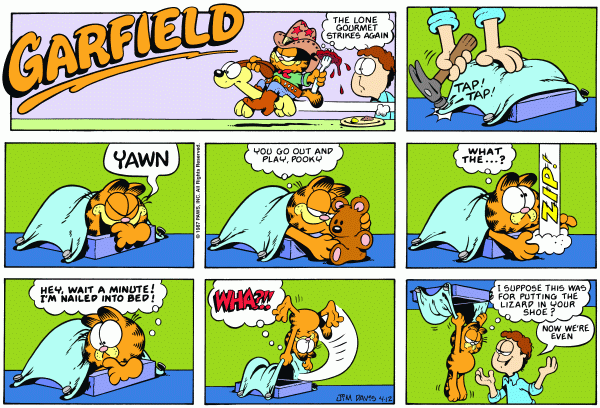 GARFIELD
THE LONE
GOURMET
STRIKES AGAIN
TAP!
TAP!
YAWN
© 1987 PAWS, INC. All Rights Reserved.
YOU GO OUT AND
PLAY, POOKY
WHAT
THE...?
ZIP!
HEY, WAIT A MINUTE!
I'M NAILED INTO BED!
WHA?!!
JIM DAVIS 4-12
I SUPPOSE THIS WAS
FOR PUTTING THE
LIZARD IN YOUR
SHOE?
NOW WE'RE
EVEN